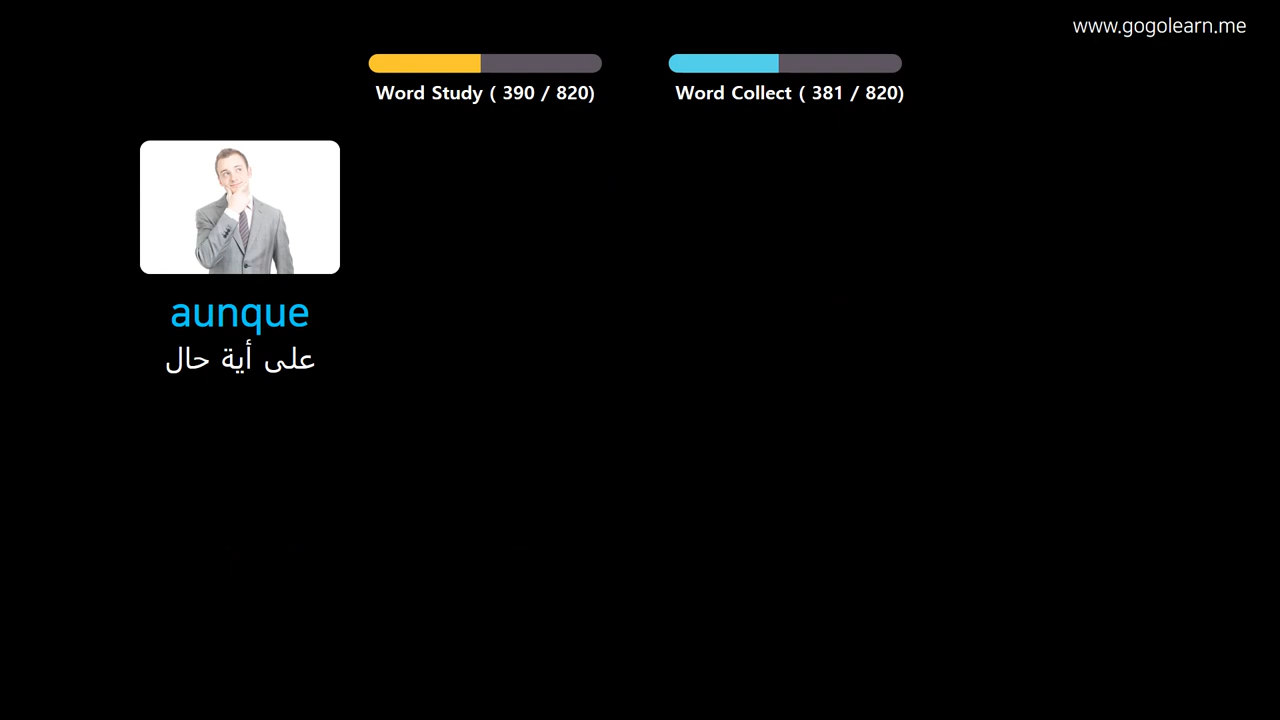 www.gogolearn.me
Word Study ( 390 / 820)
Word Collect ( 381 / 820)
aunque
على أية حال